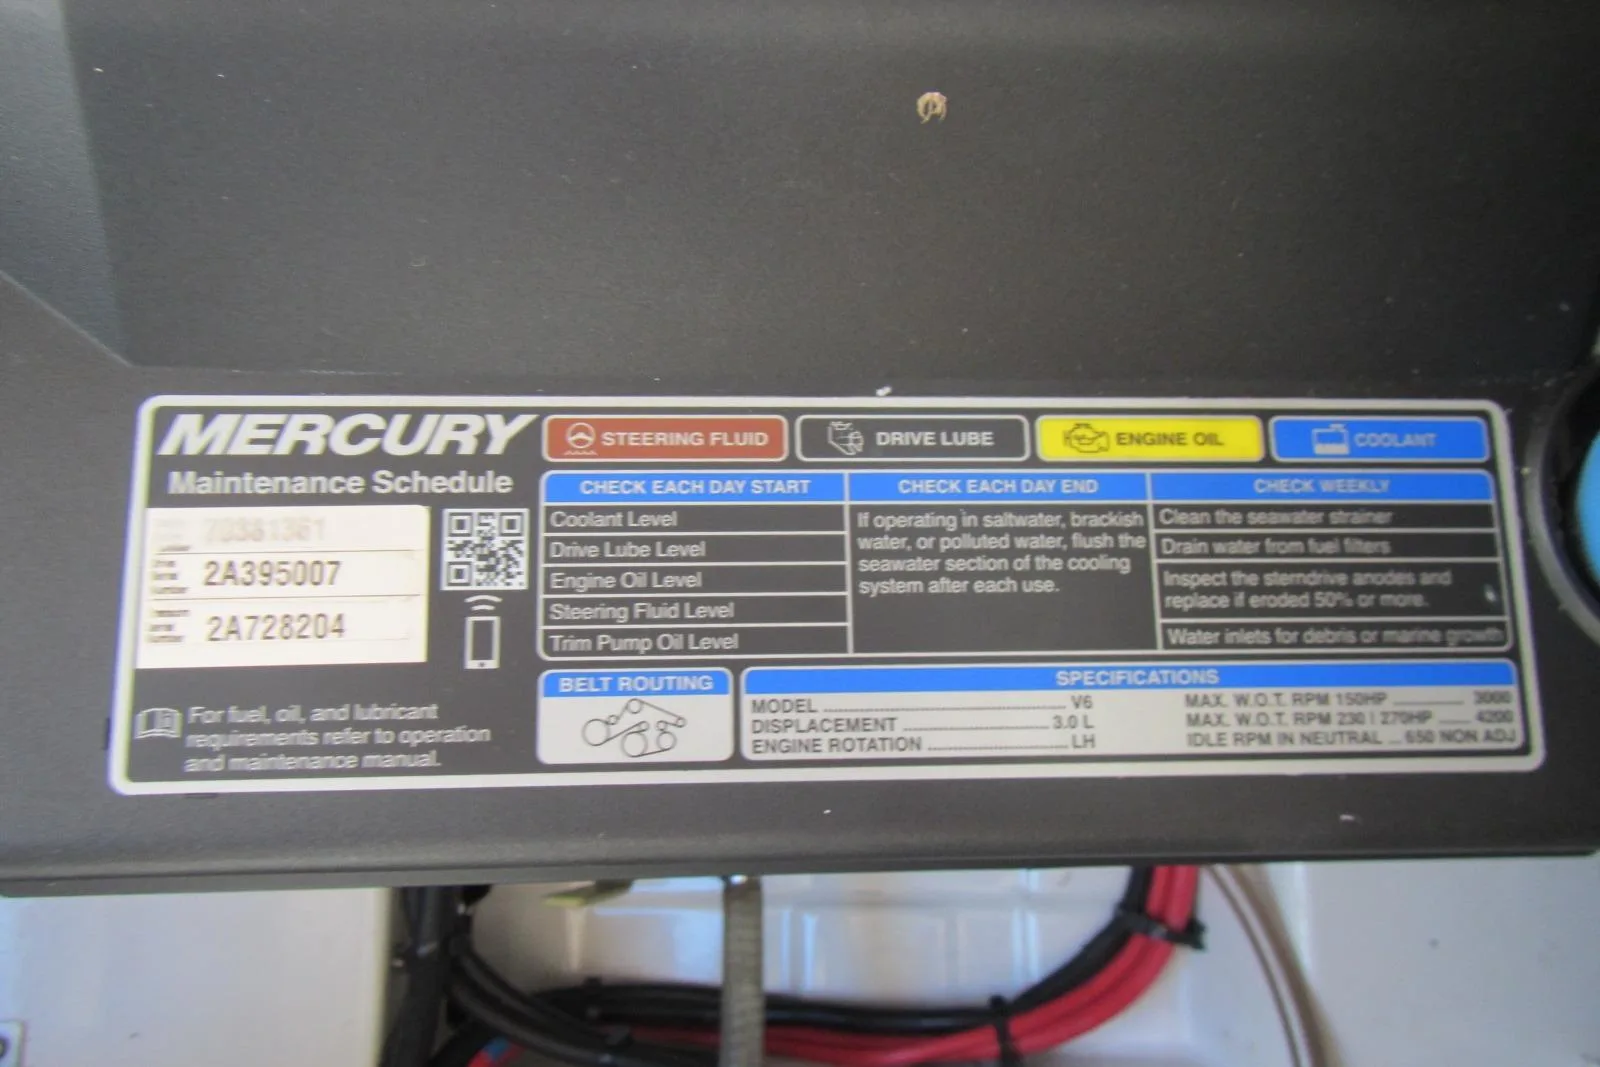 MERCURY
Maintenance Schedule
70381361
2A395007
2A728204
For fuel, oil, and lubricant
requirements refer to operation
and maintenance manual.
STEERING FLUID
DRIVE LUBE
ENGINE OIL
COOLANT
CHECK EACH DAY START
Coolant Level
Drive Lube Level
Engine Oil Level
Steering Fluid Level
Trim Pump Oil Level
CHECK EACH DAY END
If operating in saltwater, brackish
water, or polluted water, flush the
seawater section of the cooling
system after each use.
CHECK WEEKLY
Clean the seawater strainer
Drain water from fuel filters
Inspect the sterndrive anodes and
replace if eroded 50% or more.
Water inlets for debris or marine growth
BELT ROUTING
SPECIFICATIONS
MODEL ........ V6
DISPLACEMENT ........ 3.0 L
ENGINE ROTATION ........ LH
MAX. W.O.T. RPM 150HP ........ 3000
MAX. W.O.T. RPM 230 | 270HP .... 4200
IDLE RPM IN NEUTRAL ... 650 NON ADJ